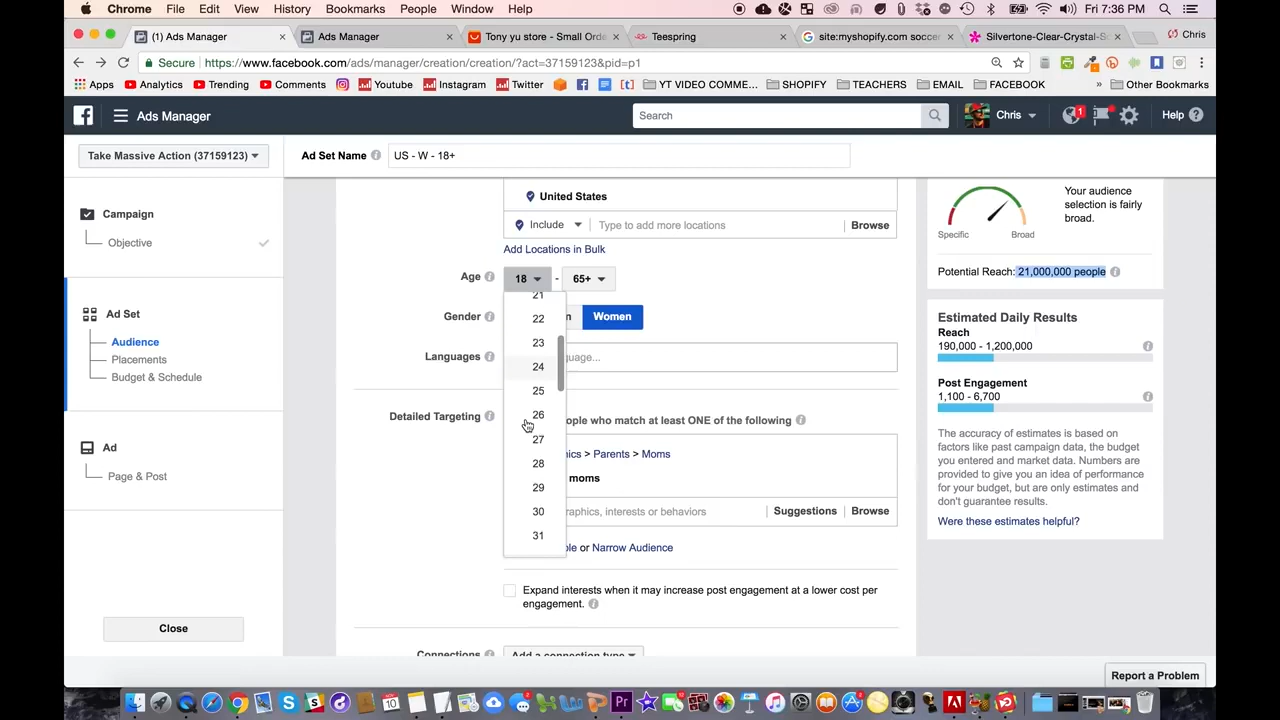 Chrome File Edit View History Bookmarks People Window Help Fri 7:36 PM
(1) Ads Manager Ads Manager Tony yu store - Small Orde Teespring site:myshopify.com soccer Silvertone-Clear-Crystal-S Chris
Secure https://www.facebook.com/ads/manager/creation/creation/?act=37159123&pid=p1
Apps Analytics Trending Comments Youtube Instagram Twitter YT VIDEO COMME... SHOPIFY TEACHERS EMAIL FACEBOOK » Other Bookmarks
Ads Manager Search Chris 1 Help
Take Massive Action (37159123) Ad Set Name US - W - 18+
Campaign
Objective
Ad Set
Audience
Placements
Budget & Schedule
Ad
Page & Post
Close
United States
Include Type to add more locations Browse
Add Locations in Bulk
Age 18 - 65+
21
Gender Women
22
23
Languages
24
25
26
27
28
29
30
31
Detailed Targeting ople who match at least ONE of the following
ics > Parents > Moms
moms
raphics, interests or behaviors Suggestions Browse
ple or Narrow Audience
Expand interests when it may increase post engagement at a lower cost per
engagement.
Connections Add a connection type
Specific Broad
Your audience
selection is fairly
broad.
Potential Reach: 21,000,000 people
Estimated Daily Results
Reach
190,000 - 1,200,000
Post Engagement
1,100 - 6,700
The accuracy of estimates is based on
factors like past campaign data, the budget
you entered and market data. Numbers are
provided to give you an idea of performance
for your budget, but are only estimates and
don't guarantee results.
Were these estimates helpful?
Report a Problem